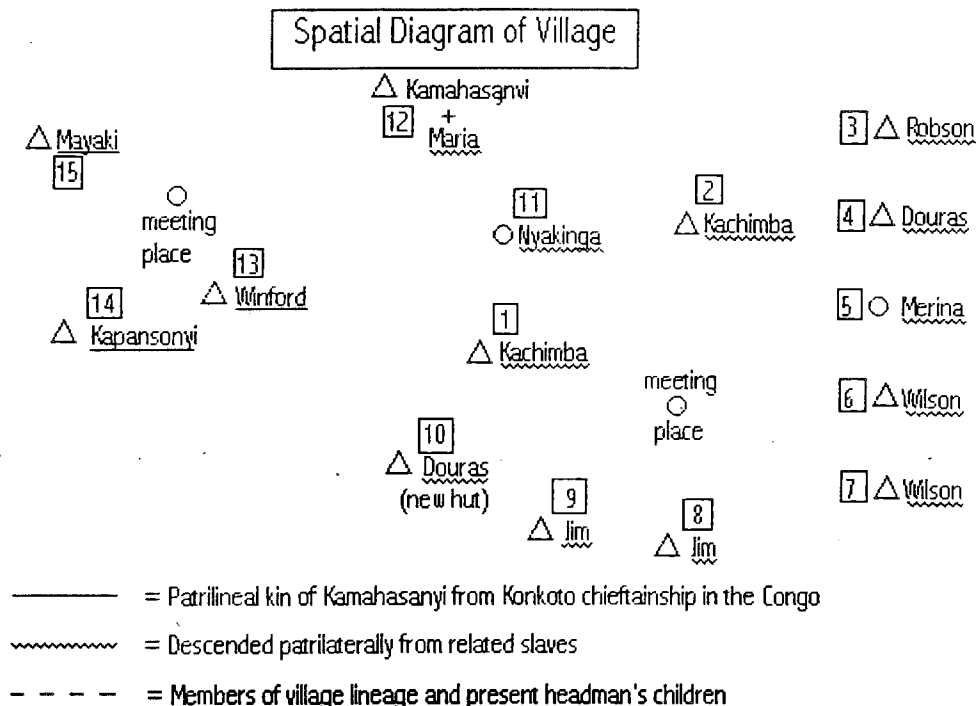 Spatial Diagram of Village
Kamahasanvi
12 +
Maria
Mayaki
15
meeting
place
3 Robson
2
Kachimba
11
Nyakinga
4 Douras
13
Winford
14
Kapansonyi
5 Merina
1
Kachimba
meeting
place
6 Wilson
10
Douras
(new hut)
7 Wilson
9
Jim
8
Jim
= Patrilineal kin of Kamahasanyi from Konkoto chieftainship in the Congo
= Descended patrilaterally from related slaves
= Members of village lineage and present headman's children